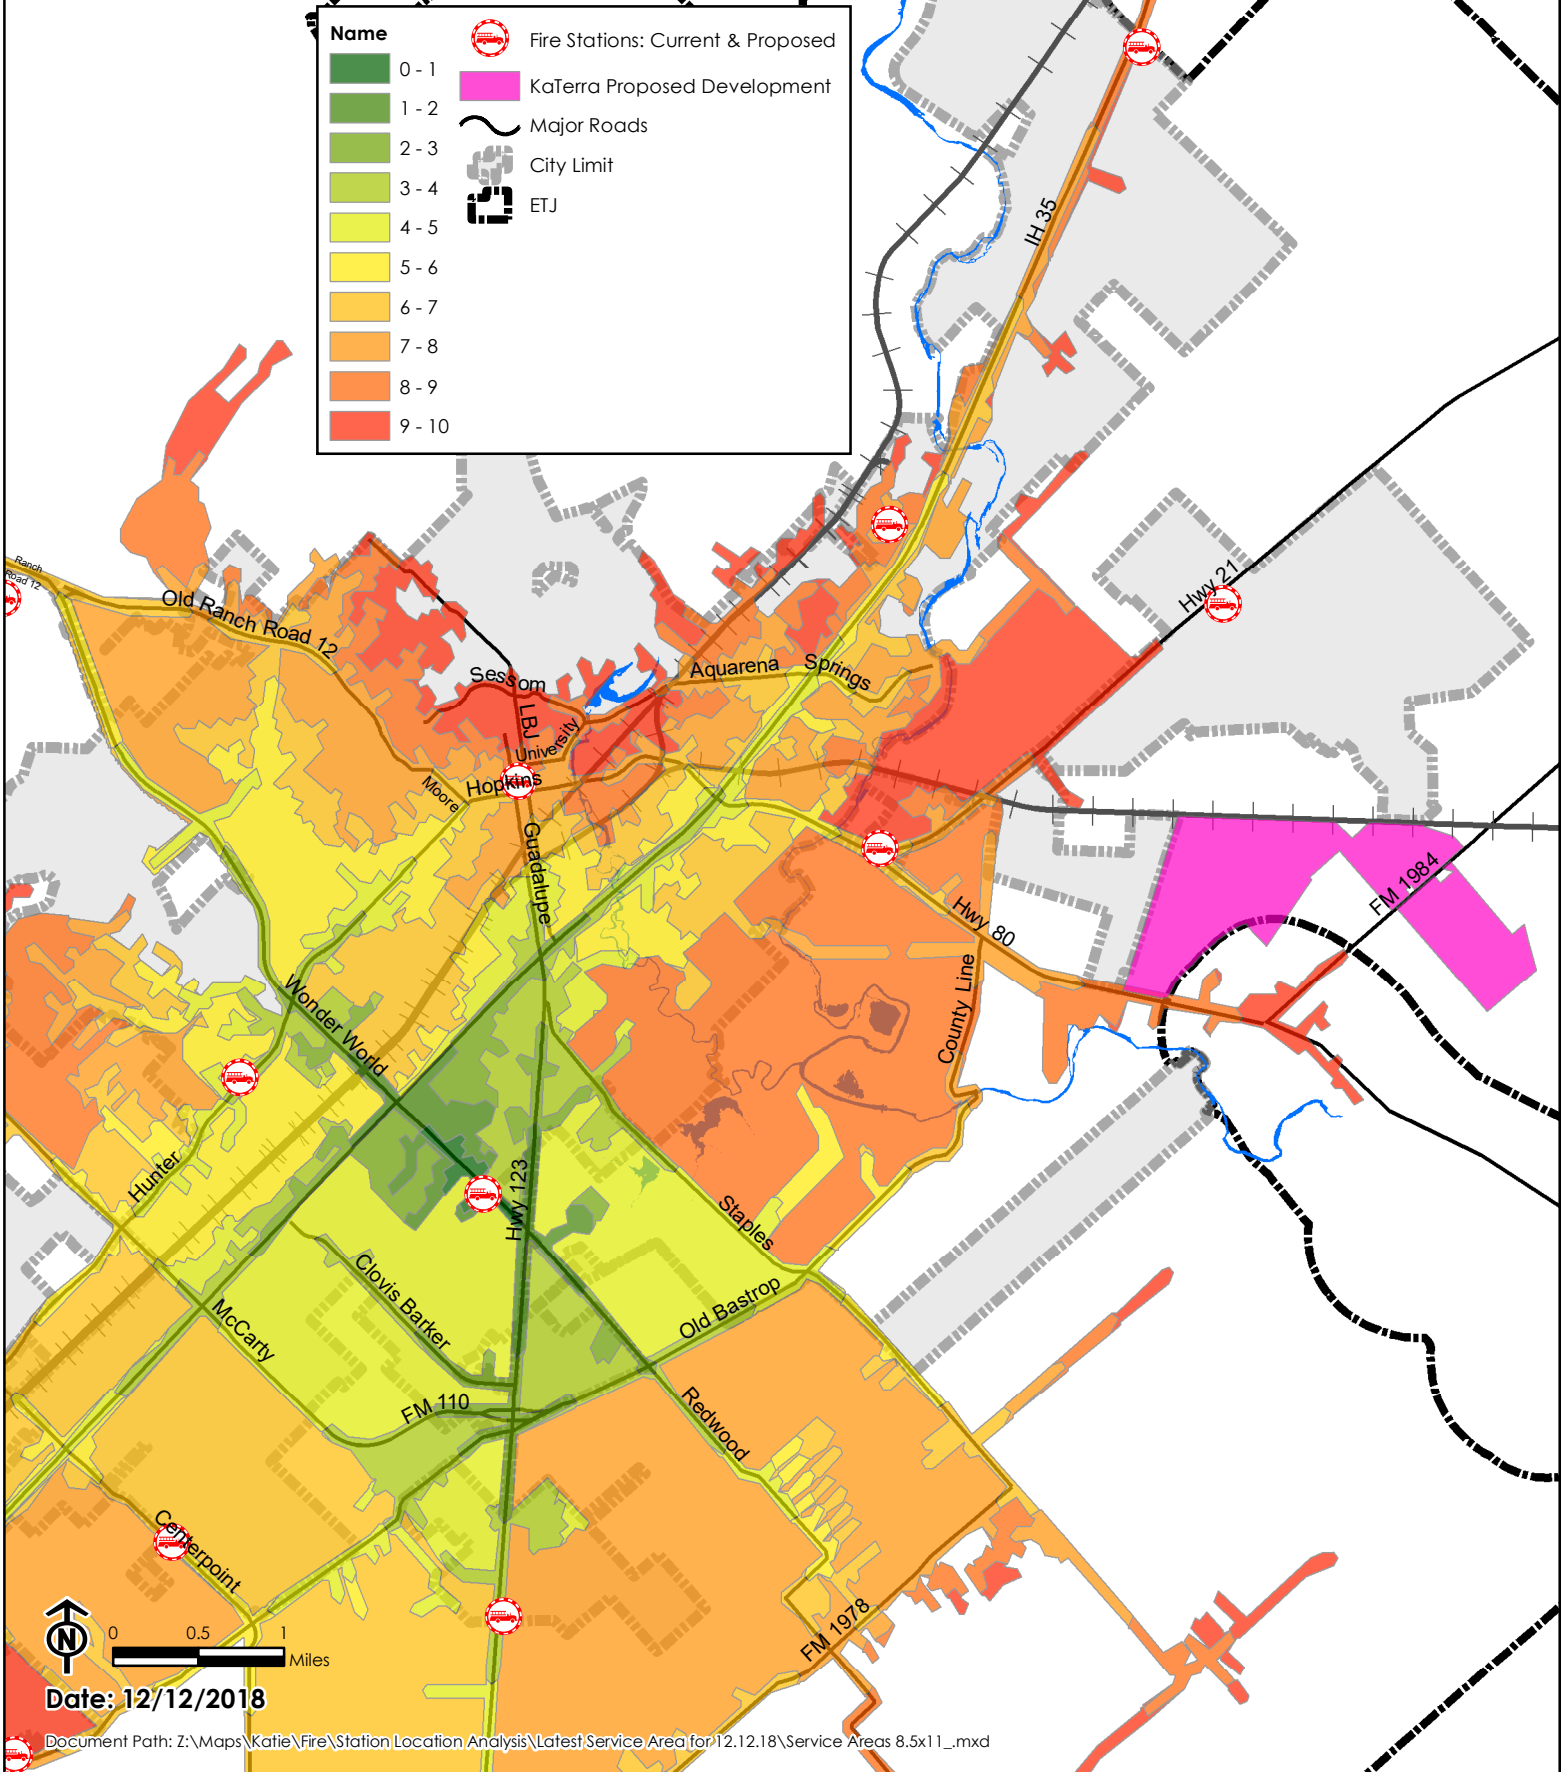 Name
0 - 1
1 - 2
2 - 3
3 - 4
4 - 5
5 - 6
6 - 7
7 - 8
8 - 9
9 - 10
Fire Stations: Current & Proposed
KaTerra Proposed Development
Major Roads
City Limit
ETJ
IH 35
Hwy 21
Ranch
Road 12
Old Ranch Road 12
Sessom
LBJ
University
Aquarena Springs
Moore
Hopkins
Guadalupe
FM 1984
Hwy 80
County Line
Wonder World
Hunter
Hwy 123
Staples
Clovis Barker
Old Bastrop
McCarty
FM 110
Redwood
Centerpoint
FM 1978
N
0 0.5 1
Miles
Date: 12/12/2018
Document Path: Z:\Maps\Katie\Fire\Station Location Analysis\Latest Service Area for 12.12.18\Service Areas 8.5x11_.mxd